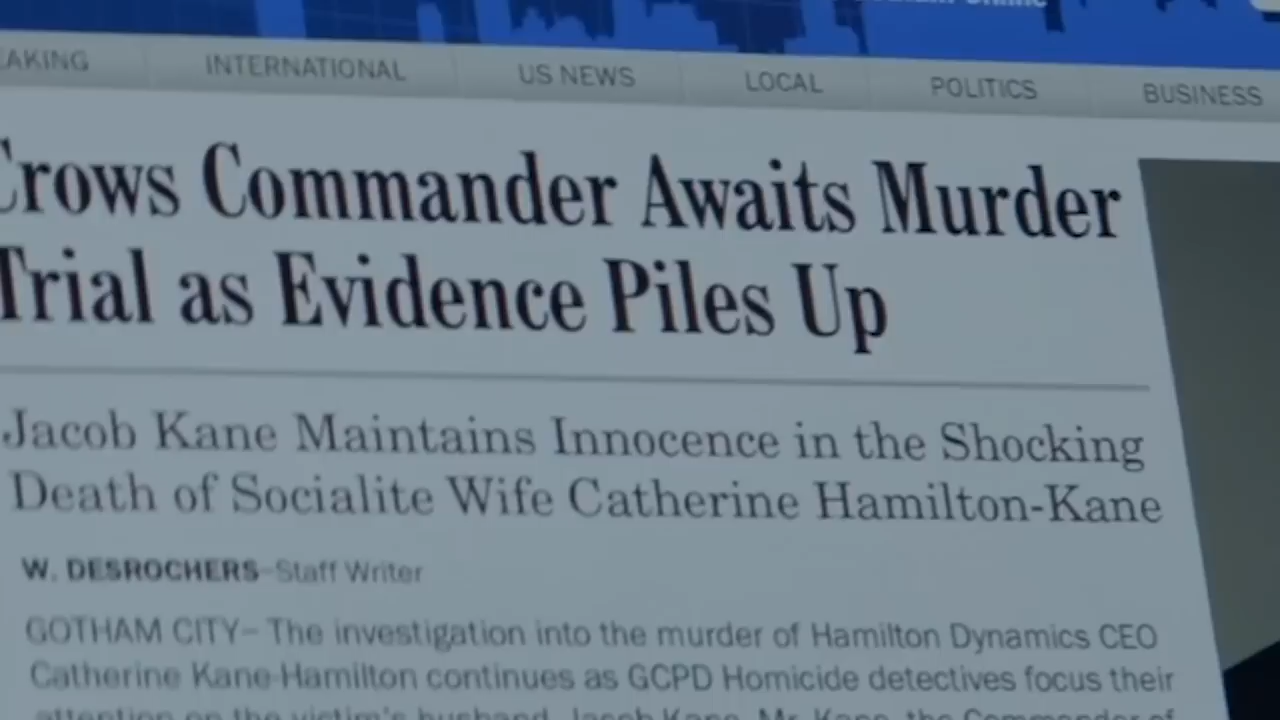 INTERNATIONAL US NEWS LOCAL POLITICS BUSINESS
Crows Commander Awaits Murder
Trial as Evidence Piles Up
Jacob Kane Maintains Innocence in the Shocking
Death of Socialite Wife Catherine Hamilton-Kane
W. DESROCHERS-Staff Writer
GOTHAM CITY- The investigation into the murder of Hamilton Dynamics CEO
Catherine Kane-Hamilton continues as GCPD Homicide detectives focus their